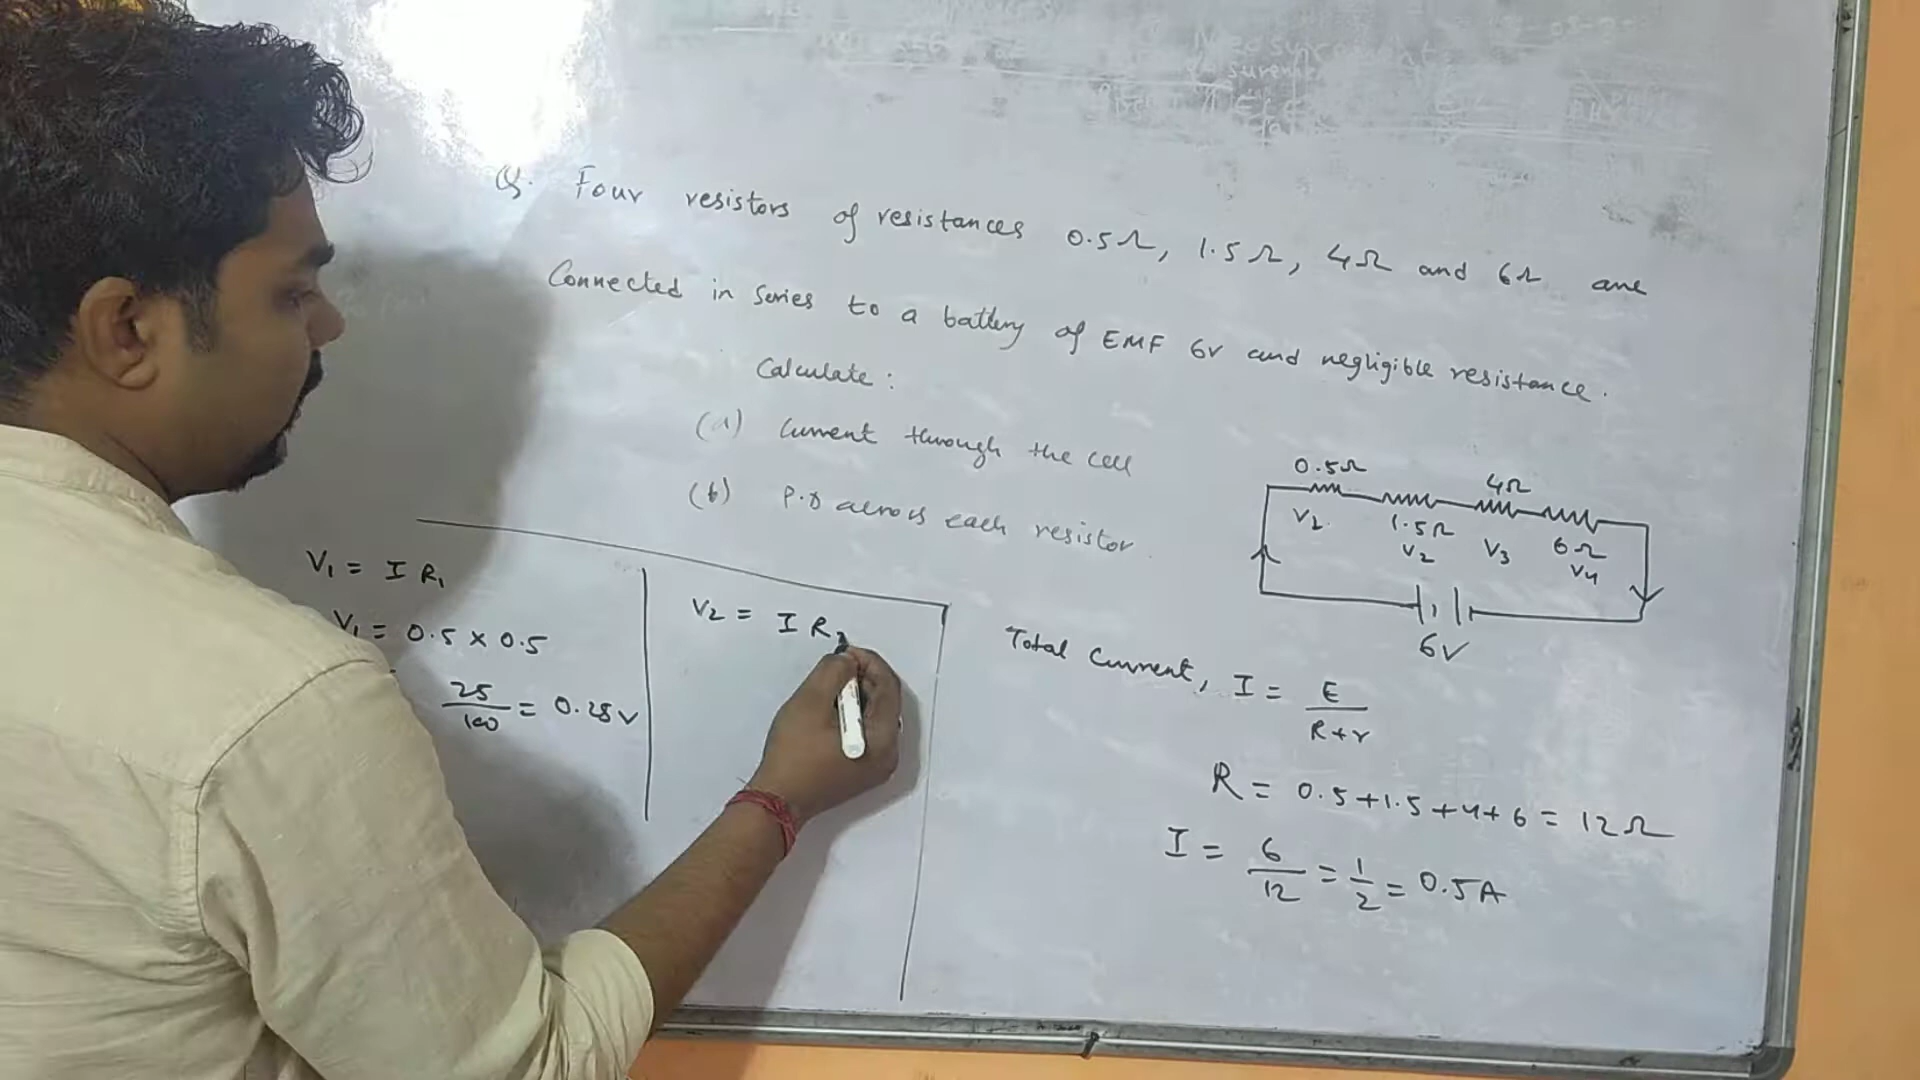 Q. Four resistors of resistances 0.5Ω, 1.5Ω, 4Ω and 6Ω are
Connected in series to a battery of EMF 6V and negligible resistance.
Calculate:
(a) Current through the cell
(b) P.D across each resistor.
0.5Ω
4Ω
V1
1.5Ω
V2
V3
6Ω
V4
6V
V1 = I R1
V1 = 0.5 × 0.5
25/100 = 0.25V
V2 = I R2
Total Current, I = E/R+r
R = 0.5+1.5+4+6 = 12Ω
I = 6/12 = 1/2 = 0.5A